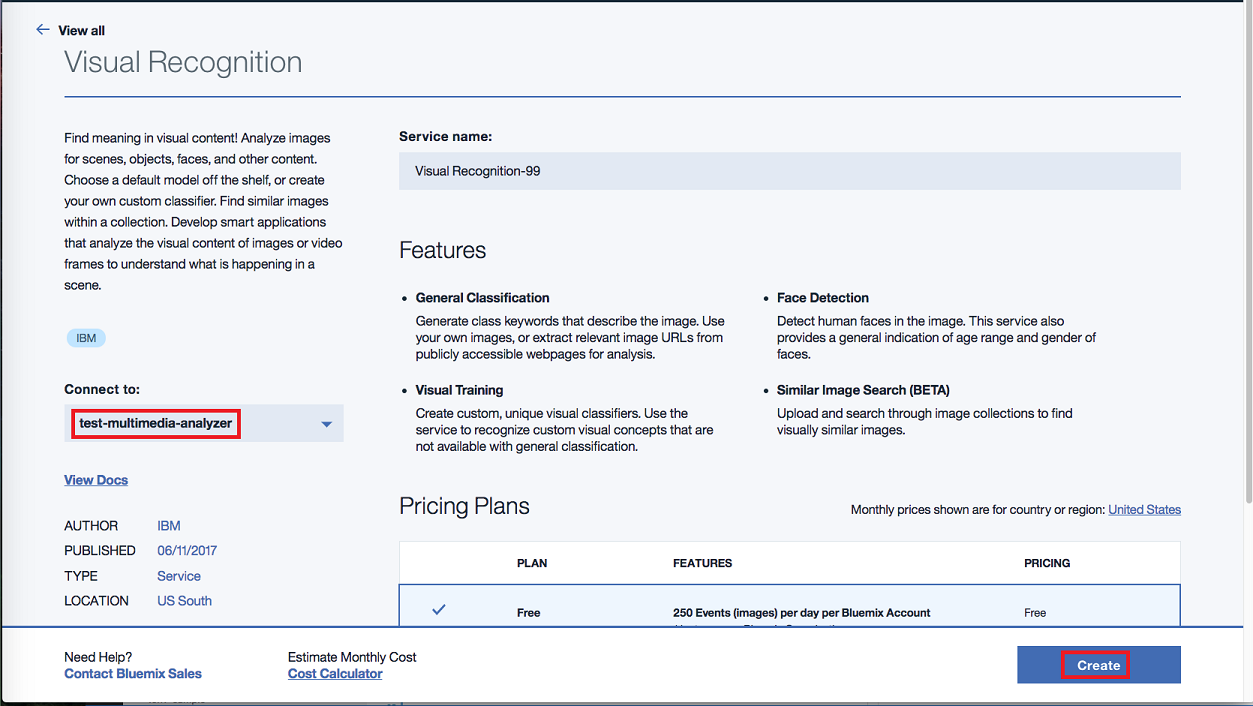 View all
Visual Recognition
Find meaning in visual content! Analyze images
for scenes, objects, faces, and other content.
Choose a default model off the shelf, or create
your own custom classifier. Find similar images
within a collection. Develop smart applications
that analyze the visual content of images or video
frames to understand what is happening in a
scene.
IBM
Connect to:
test-multimedia-analyzer
View Docs
AUTHOR IBM
PUBLISHED 06/11/2017
TYPE Service
LOCATION US South
Service name:
Visual Recognition-99
Features
General Classification
Generate class keywords that describe the image. Use
your own images, or extract relevant image URLs from
publicly accessible webpages for analysis.
Face Detection
Detect human faces in the image. This service also
provides a general indication of age range and gender of
faces.
Visual Training
Create custom, unique visual classifiers. Use the
service to recognize custom visual concepts that are
not available with general classification.
Similar Image Search (BETA)
Upload and search through image collections to find
visually similar images.
Pricing Plans
Monthly prices shown are for country or region: United States
PLAN FEATURES PRICING
Free 250 Events (images) per day per Bluemix Account Free
Need Help?
Contact Bluemix Sales
Estimate Monthly Cost
Cost Calculator
Create